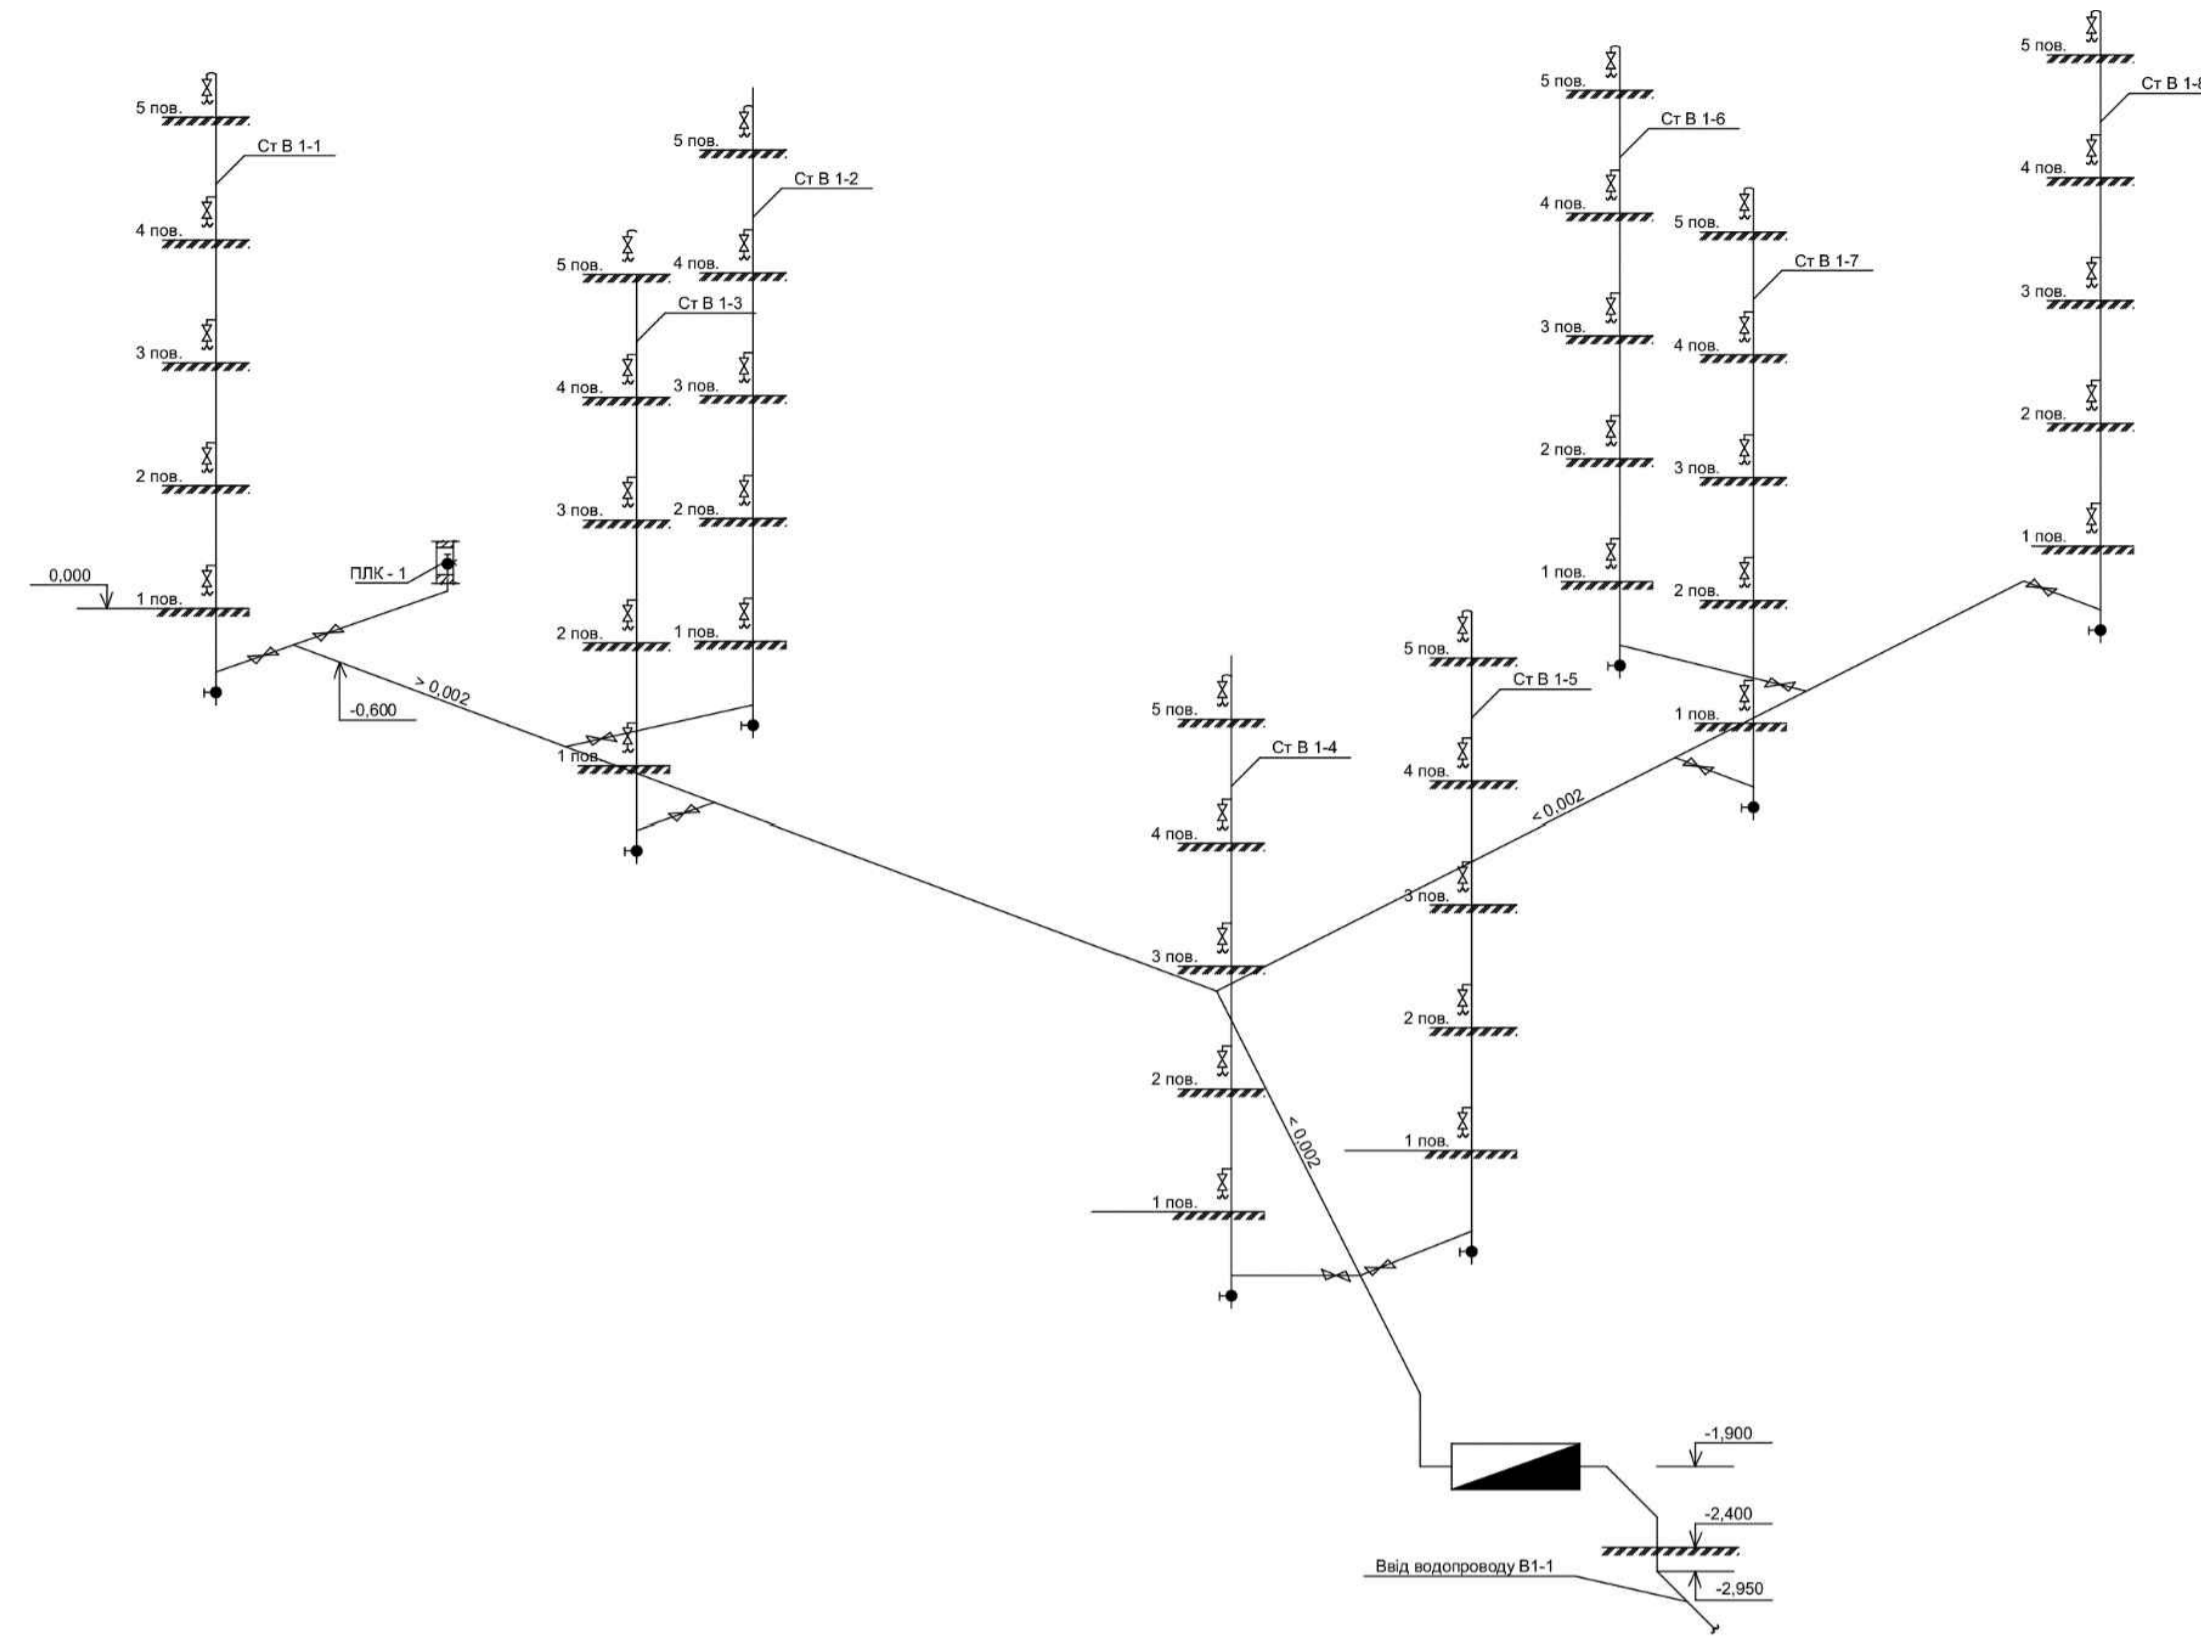 5 пов.
Ст В 1-1
4 пов.
3 пов.
2 пов.
1 пов.
0,000
ПЛК - 1
-0,600
> 0,002
5 пов.
Ст В 1-2
4 пов.
3 пов.
2 пов.
1 пов.
5 пов.
Ст В 1-3
4 пов.
3 пов.
2 пов.
1 пов.
5 пов.
Ст В 1-4
4 пов.
3 пов.
2 пов.
1 пов.
< 0,002
5 пов.
Ст В 1-5
4 пов.
3 пов.
2 пов.
1 пов.
< 0,002
5 пов.
Ст В 1-6
4 пов.
3 пов.
2 пов.
1 пов.
5 пов.
Ст В 1-7
4 пов.
3 пов.
2 пов.
1 пов.
5 пов.
Ст В 1-8
4 пов.
3 пов.
2 пов.
1 пов.
-1,900
-2,400
Ввід водопроводу В1-1
-2,950